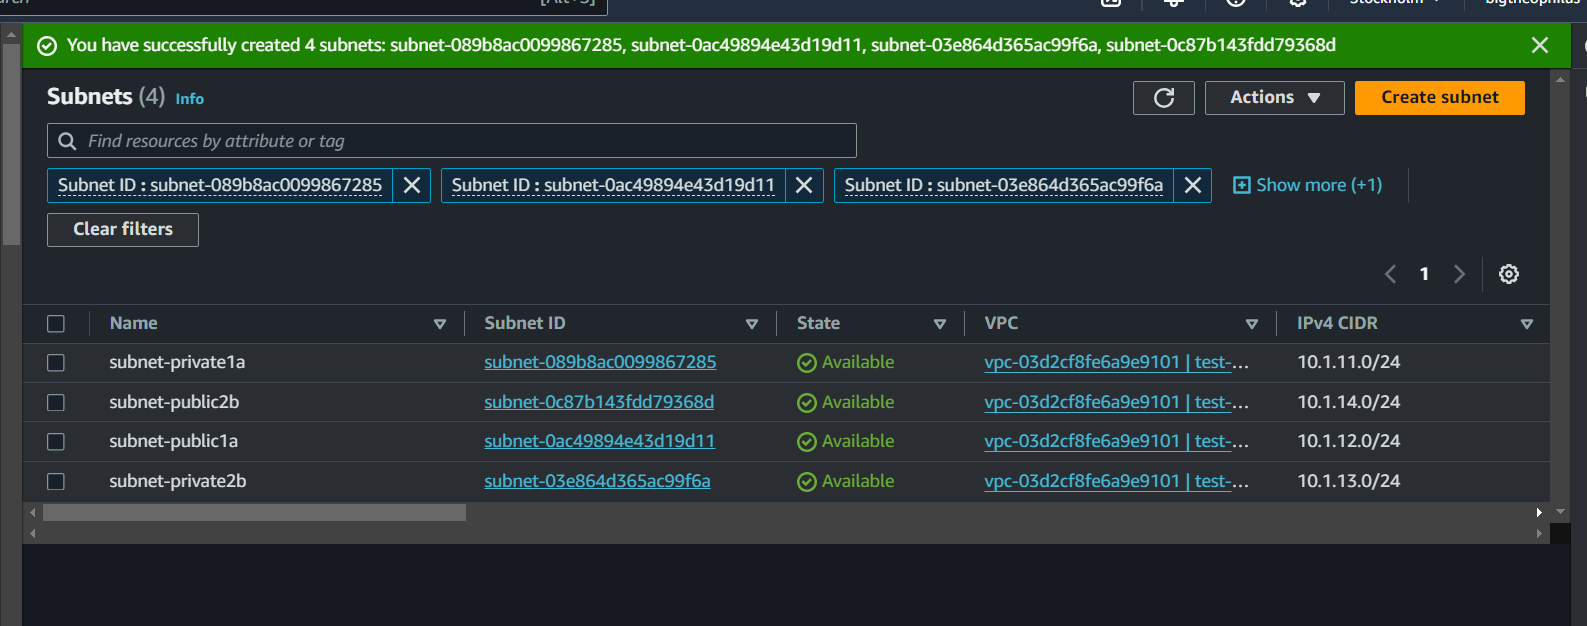 [Alt+S]
Stockholm
bigtheophilas
You have successfully created 4 subnets: subnet-089b8ac0099867285, subnet-0ac49894e43d19d11, subnet-03e864d365ac99f6a, subnet-0c87b143fdd79368d
Subnets (4) Info
Actions
Create subnet
Find resources by attribute or tag
Subnet ID : subnet-089b8ac0099867285
Subnet ID : subnet-0ac49894e43d19d11
Subnet ID : subnet-03e864d365ac99f6a
Show more (+1)
Clear filters
1
Name Subnet ID State VPC IPv4 CIDR
subnet-private1a subnet-089b8ac0099867285 Available vpc-03d2cf8fe6a9e9101 | test-... 10.1.11.0/24
subnet-public2b subnet-0c87b143fdd79368d Available vpc-03d2cf8fe6a9e9101 | test-... 10.1.14.0/24
subnet-public1a subnet-0ac49894e43d19d11 Available vpc-03d2cf8fe6a9e9101 | test-... 10.1.12.0/24
subnet-private2b subnet-03e864d365ac99f6a Available vpc-03d2cf8fe6a9e9101 | test-... 10.1.13.0/24